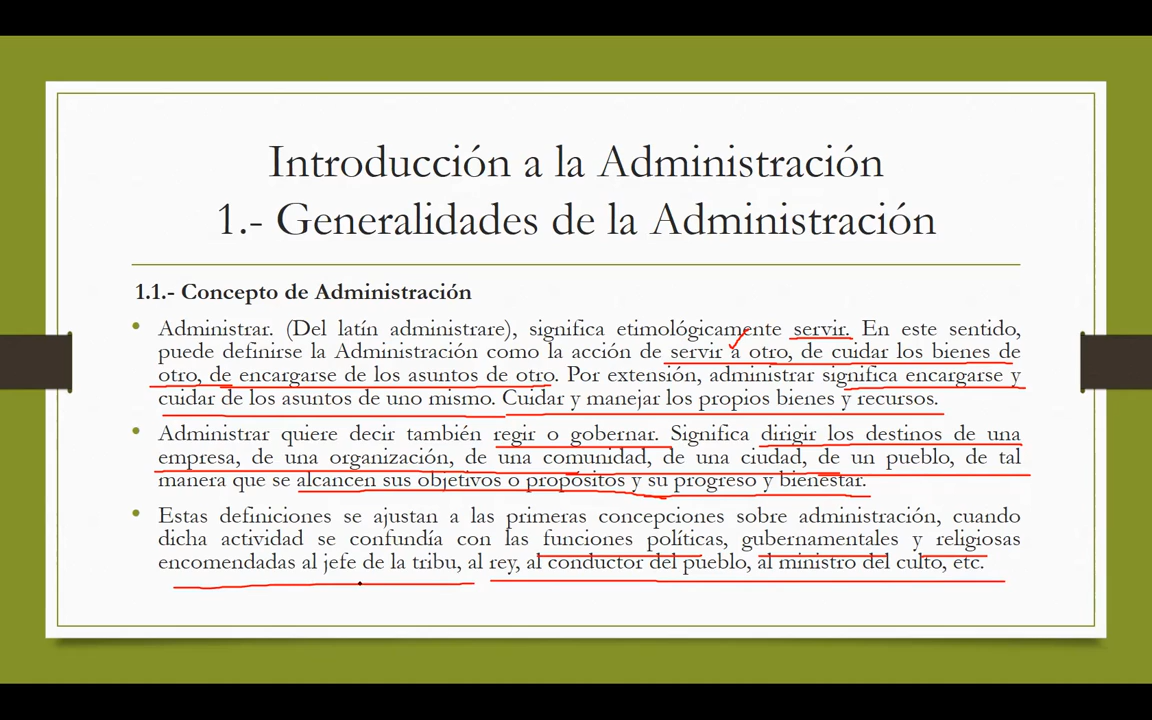 Introducción a la Administración
1.- Generalidades de la Administración
1.1.- Concepto de Administración
• Administrar. (Del latín administrare), significa etimológicamente servir. En este sentido,
puede definirse la Administración como la acción de servir a otro, de cuidar los bienes de
otro, de encargarse de los asuntos de otro. Por extensión, administrar significa encargarse y
cuidar de los asuntos de uno mismo. Cuidar y manejar los propios bienes y recursos.
• Administrar quiere decir también regir o gobernar. Significa dirigir los destinos de una
empresa, de una organización, de una comunidad, de una ciudad, de un pueblo, de tal
manera que se alcancen sus objetivos o propósitos y su progreso y bienestar.
• Estas definiciones se ajustan a las primeras concepciones sobre administración, cuando
dicha actividad se confundía con las funciones políticas, gubernamentales y religiosas
encomendadas al jefe de la tribu, al rey, al conductor del pueblo, al ministro del culto, etc.